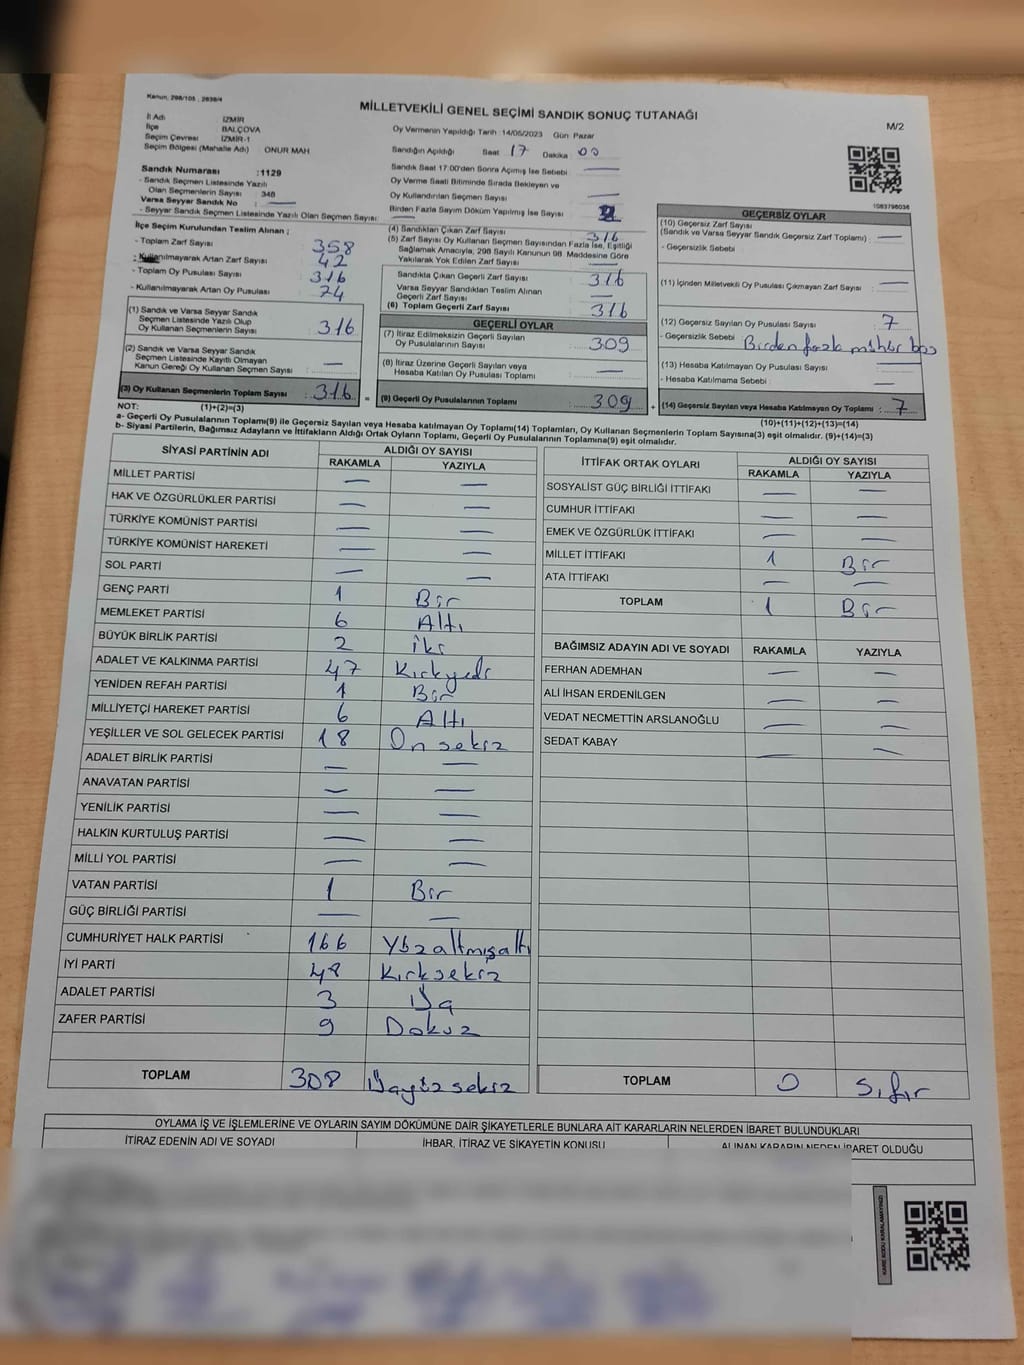 Kanun, 298/105 , 2839/4
MİLLETVEKİLİ GENEL SEÇİMİ SANDIK SONUÇ TUTANAĞI
M/2
İl Adı İZMİR
İlçe BALÇOVA
Seçim Çevresi İZMİR-1
Seçim Bölgesi (Mahalle Adı) ONUR MAH
Oy Vermenin Yapıldığı Tarih :14/05/2023 Gün Pazar
Sandığın Açıldığı Saat 17 Dakika : 00
Sandık Saat 17:00'den Sonra Açımış İse Sebebi : —
Oy Verme Saati Bitiminde Sırada Bekleyen ve
Oy Kullandırılan Seçmen Sayısı —
Birden Fazla Sayım Döküm Yapılmış İse Sayısı
1083798036
Sandık Numarası :1129
- Sandık Seçmen Listesinde Yazılı
Olan Seçmenlerin Sayısı : 348
Varsa Seyyar Sandık No : —
- Seyyar Sandık Seçmen Listesinde Yazılı Olan Seçmen Sayısı: —
İlçe Seçim Kurulundan Teslim Alınan ;
- Toplam Zarf Sayısı 358
- Kullanılmayarak Artan Zarf Sayısı 42
- Toplam Oy Pusulası Sayısı 316
- Kullanılmayarak Artan Oy Pusulası 74
(1) Sandık ve Varsa Seyyar Sandık
Seçmen Listesinde Yazılı Olup
Oy Kullanan Seçmenlerin Sayısı : 316
(2) Sandık ve Varsa Seyyar Sandık
Seçmen Listesinde Kayıtlı Olmayan
Kanun Gereği Oy Kullanan Seçmen Sayısı : —
(3) Oy Kullanan Seçmenlerin Toplam Sayısı : 316
(4) Sandıktan Çıkan Zarf Sayısı : 316
(5) Zarf Sayısı Oy Kullanan Seçmen Sayısından Fazla İse, Eşitliği
Sağlamak Amacıyla, 298 Sayılı Kanunun 98 Maddesine Göre
Yakılarak Yok Edilen Zarf Sayısı : —
Sandıkta Çıkan Geçerli Zarf Sayısı 316
Varsa Seyyar Sandıktan Teslim Alınan
Geçerli Zarf Sayısı —
(6) Toplam Geçerli Zarf Sayısı : 316
GEÇERLİ OYLAR
(7) İtiraz Edilmeksizin Geçerli Sayılan
Oy Pusulalarının Sayısı : 309
(8) İtiraz Üzerine Geçerli Sayılan veya
Hesaba Katılan Oy Pusulası Toplamı : —
= (9) Geçerli Oy Pusulalarının Toplamı : 309
GEÇERSİZ OYLAR
(10) Geçersiz Zarf Sayısı
(Sandık ve Varsa Seyyar Sandık Geçersiz Zarf Toplamı) : —
- Geçersizlik Sebebi :
(11) İçinden Milletvekili Oy Pusulası Çıkmayan Zarf Sayısı : —
(12) Geçersiz Sayılan Oy Pusulası Sayısı : 7
- Geçersizlik Sebebi : Birden fazla mühür bas
(13) Hesaba Katılmayan Oy Pusulası Sayısı : —
- Hesaba Katılmama Sebebi : —
+ (14) Geçersiz Sayılan veya Hesaba Katılmayan Oy Toplamı : 7
NOT: (1)+(2)=(3)
(10)+(11)+(12)+(13)=(14)
a- Geçerli Oy Pusulalarının Toplamı(9) ile Geçersiz Sayılan veya Hesaba katılmayan Oy Toplamı(14) Toplamları, Oy Kullanan Seçmenlerin Toplam Sayısına(3) eşit olmalıdır. (9)+(14)=(3)
b- Siyasi Partilerin, Bağımsız Adayların ve İttifakların Aldığı Ortak Oyların Toplamı, Geçerli Oy Pusulalarının Toplamına(9) eşit olmalıdır.
SİYASİ PARTİNİN ADI ALDIĞI OY SAYISI
RAKAMLA YAZIYLA
MİLLET PARTİSİ — —
HAK VE ÖZGÜRLÜKLER PARTİSİ — —
TÜRKİYE KOMÜNİST PARTİSİ — —
TÜRKİYE KOMÜNİST HAREKETİ — —
SOL PARTİ — —
GENÇ PARTİ 1 Bir
MEMLEKET PARTİSİ 6 Altı
BÜYÜK BİRLİK PARTİSİ 2 iki
ADALET VE KALKINMA PARTİSİ 47 Kırkyedi
YENİDEN REFAH PARTİSİ 1 Bir
MİLLİYETÇİ HAREKET PARTİSİ 6 Altı
YEŞİLLER VE SOL GELECEK PARTİSİ 18 On sekiz
ADALET BİRLİK PARTİSİ — —
ANAVATAN PARTİSİ — —
YENİLİK PARTİSİ — —
HALKIN KURTULUŞ PARTİSİ — —
MİLLİ YOL PARTİSİ — —
VATAN PARTİSİ 1 Bir
GÜÇ BİRLİĞİ PARTİSİ — —
CUMHURİYET HALK PARTİSİ 166 Yüzaltmışaltı
İYİ PARTİ 48 Kırksekiz
ADALET PARTİSİ 3 Üç
ZAFER PARTİSİ 9 Dokuz
TOPLAM 308 Üçyüzsekiz
İTTİFAK ORTAK OYLARI ALDIĞI OY SAYISI
RAKAMLA YAZIYLA
SOSYALİST GÜÇ BİRLİĞİ İTTİFAKI — —
CUMHUR İTTİFAKI — —
EMEK VE ÖZGÜRLÜK İTTİFAKI — —
MİLLET İTTİFAKI 1 Bir
ATA İTTİFAKI — —
TOPLAM 1 Bir
BAĞIMSIZ ADAYIN ADI VE SOYADI RAKAMLA YAZIYLA
FERHAN ADEMHAN — —
ALİ İHSAN ERDENİLGEN — —
VEDAT NECMETTİN ARSLANOĞLU — —
SEDAT KABAY — —
TOPLAM 0 Sıfır
OYLAMA İŞ VE İŞLEMLERİNE VE OYLARIN SAYIM DÖKÜMÜNE DAİR ŞİKAYETLERLE BUNLARA AİT KARARLARIN NELERDEN İBARET BULUNDUKLARI
İTİRAZ EDENİN ADI VE SOYADI İHBAR, İTİRAZ VE ŞİKAYETİN KONUSU ALINAN KARARIN NEDEN İBARET OLDUĞU
KARE KODU KARALAMAYINIZ!